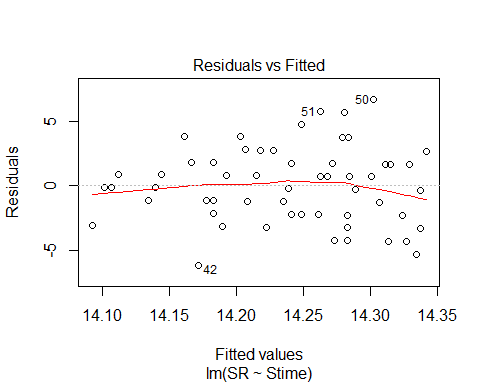 Residuals vs Fitted
Residuals
5
0
-5
51
50
42
14.10 14.15 14.20 14.25 14.30 14.35
Fitted values
lm(SR ~ Stime)